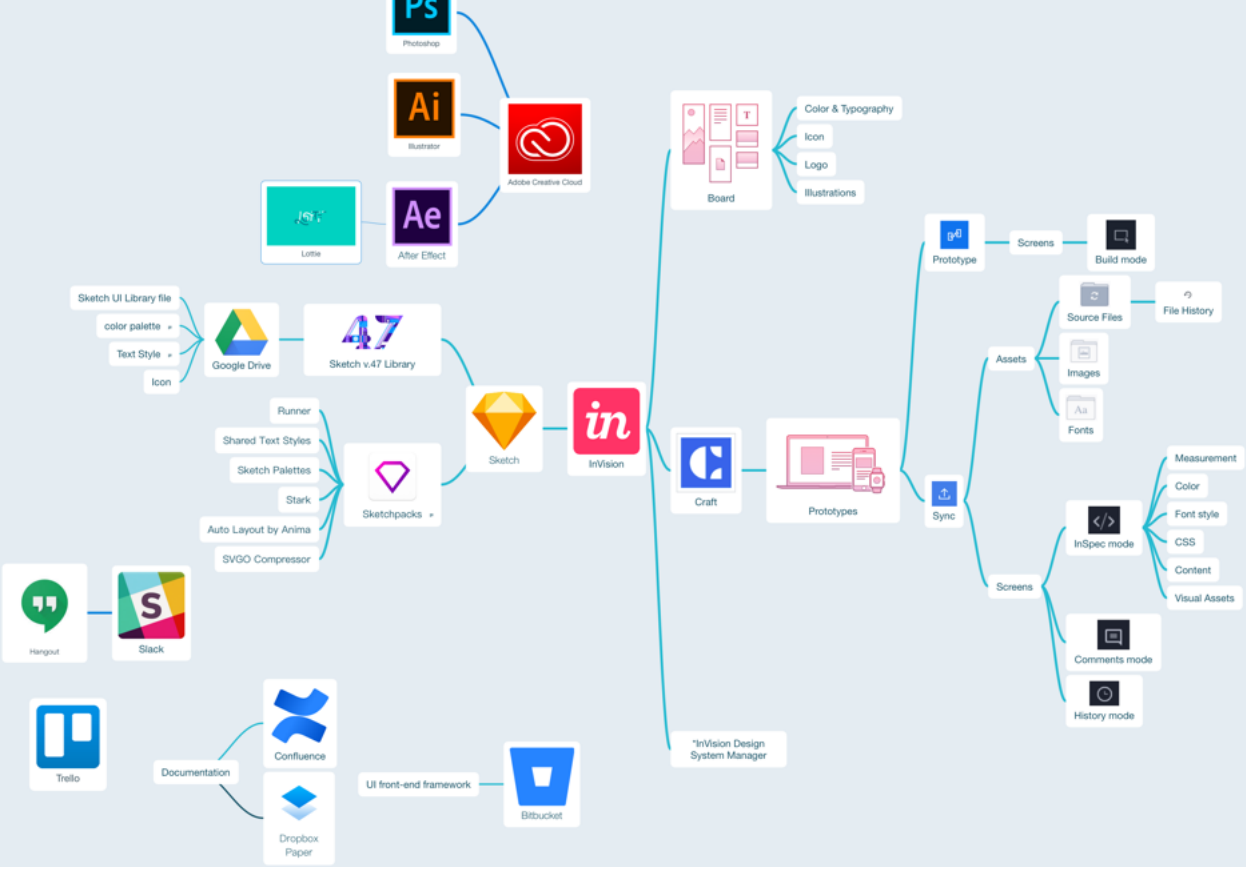 Ps
Photoshop
Ai
Illustrator
Adobe Creative Cloud
Lottie
Ae
After Effect
Board
T
Color & Typography
Icon
Logo
Illustrations
Prototype
Screens
Build mode
Source Files
File History
Assets
Images
Aa
Fonts
Sketch UI Library file
color palette
Text Style
Icon
Google Drive
47
Sketch v.47 Library
Runner
Shared Text Styles
Sketch Palettes
Stark
Auto Layout by Anima
SVGO Compressor
Sketchpacks
Sketch
in
InVision
C
Craft
Prototypes
Sync
Screens
</>
InSpec mode
Measurement
Color
Font style
CSS
Content
Visual Assets
Comments mode
History mode
Hangout
S
Slack
Trello
Documentation
Confluence
Dropbox
Paper
UI front-end framework
Bitbucket
"InVision Design
System Manager